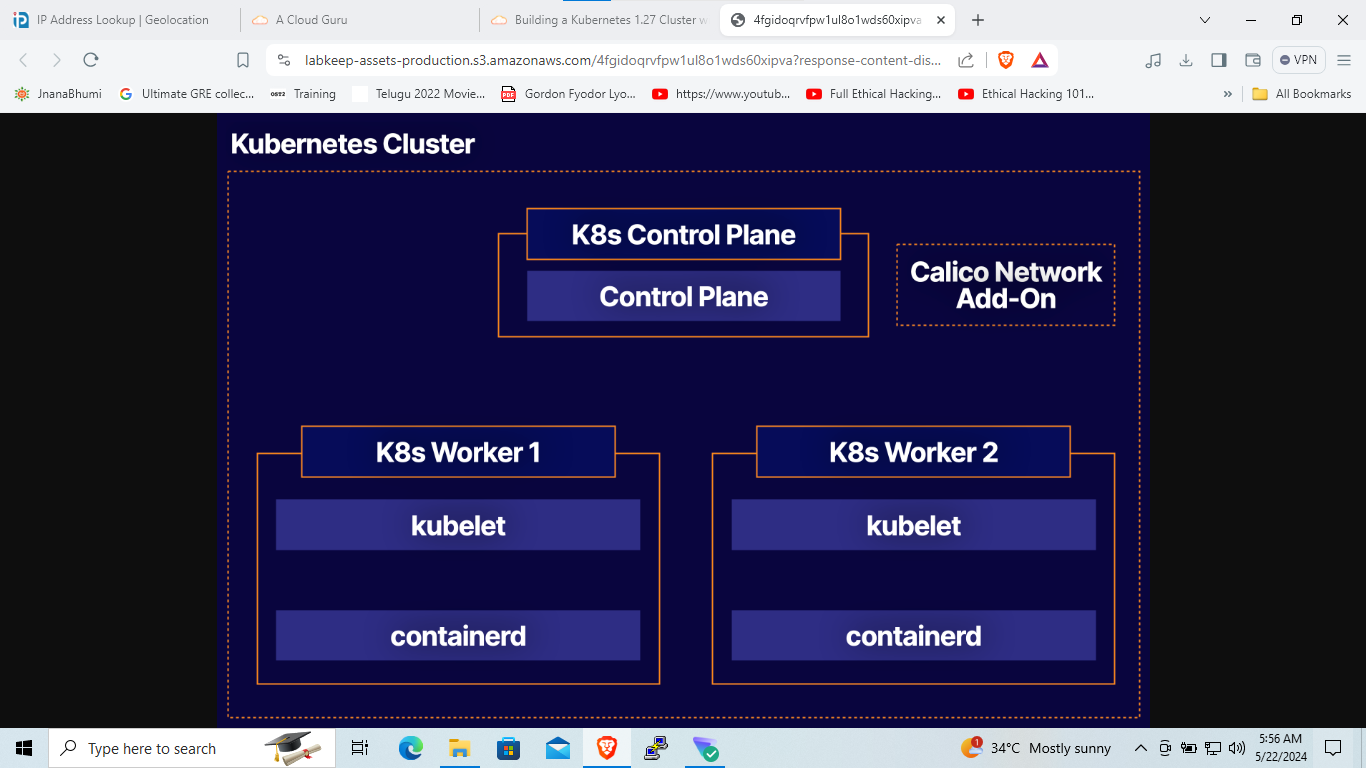 IP Address Lookup | Geolocation
A Cloud Guru
Building a Kubernetes 1.27 Cluster w
4fgidoqrvfpw1ul8o1wds60xipva
labkeep-assets-production.s3.amazonaws.com/4fgidoqrvfpw1ul8o1wds60xipva?response-content-dis...
VPN
JnanaBhumi
Ultimate GRE collec...
Training
Telugu 2022 Movie...
PDF
Gordon Fyodor Lyo...
https://www.youtub...
Full Ethical Hacking...
Ethical Hacking 101...
»
All Bookmarks
Kubernetes Cluster
K8s Control Plane
Control Plane
Calico Network
Add-On
K8s Worker 1
K8s Worker 2
kubelet
kubelet
containerd
containerd
Type here to search
1
34°C Mostly sunny
5:56 AM
5/22/2024